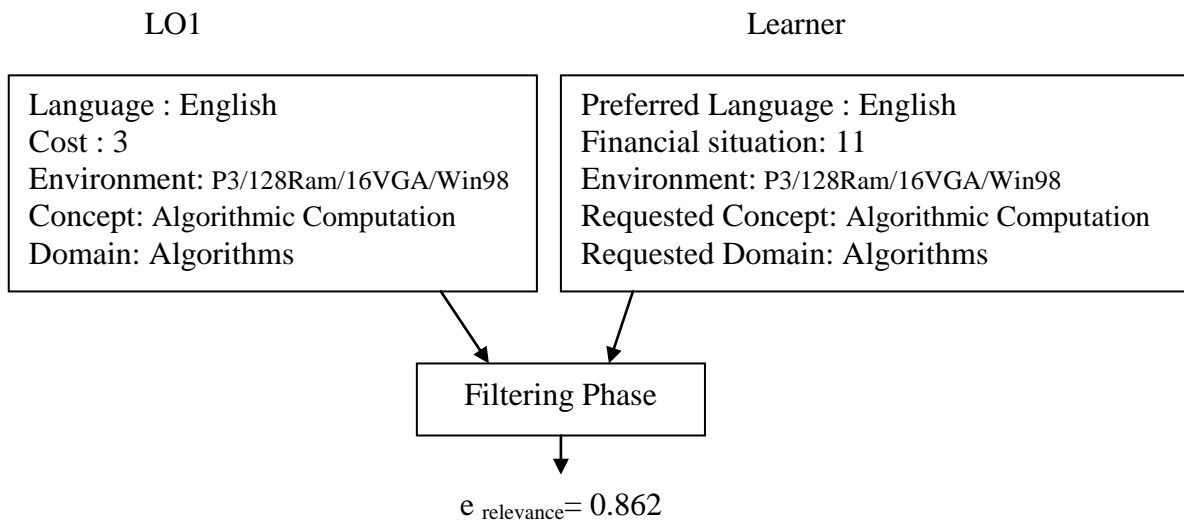 LO1
Learner
Language : English
Cost : 3
Environment: P3/128Ram/16VGA/Win98
Concept: Algorithmic Computation
Domain: Algorithms
Preferred Language : English
Financial situation: 11
Environment: P3/128Ram/16VGA/Win98
Requested Concept: Algorithmic Computation
Requested Domain: Algorithms
Filtering Phase
e relevance= 0.862